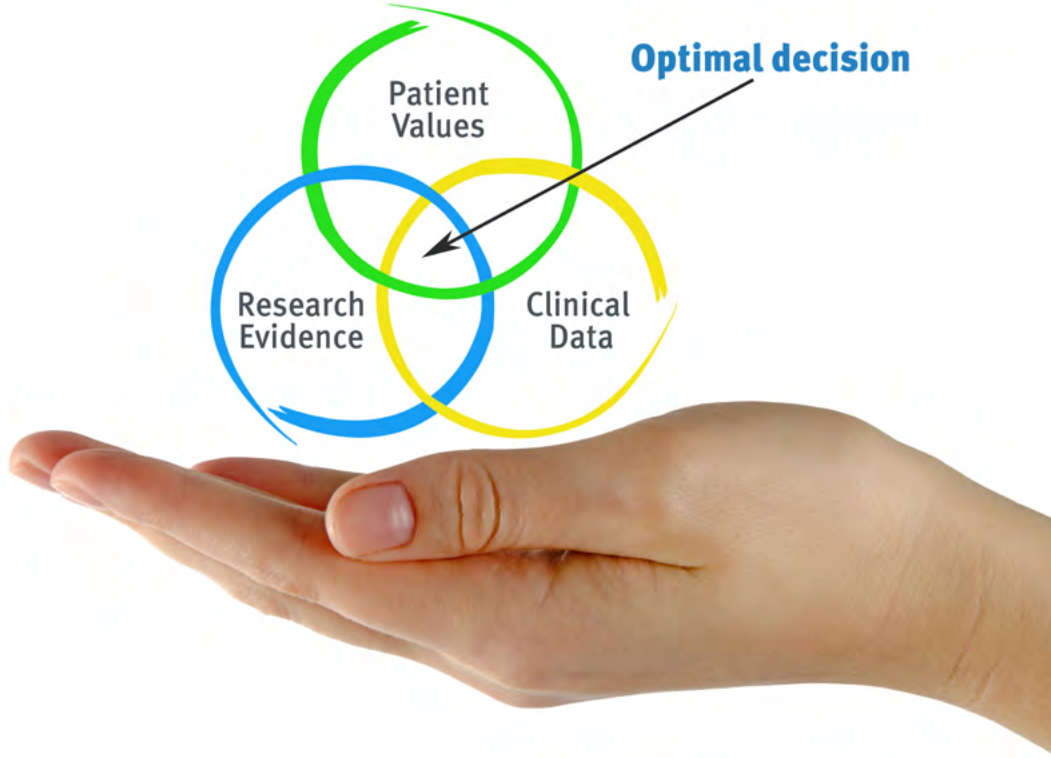 Optimal decision
Patient
Values
Research
Evidence
Clinical
Data